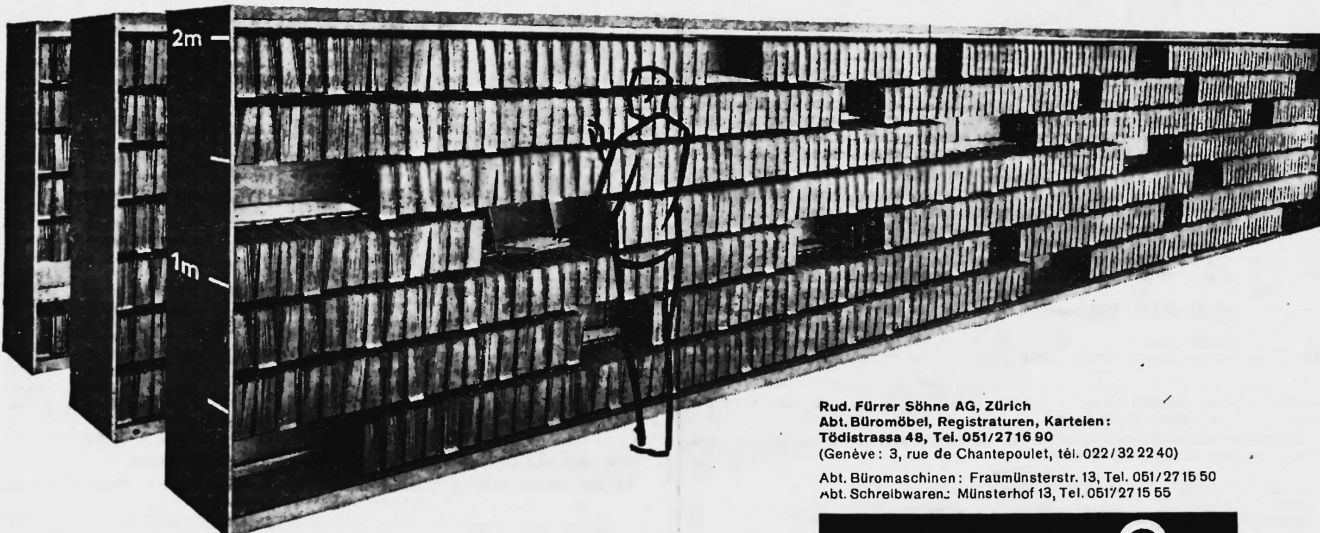 2m
1m
Rud. Fürrer Söhne AG, Zürich
Abt. Büromöbel, Registraturen, Karteien:
Tödistrassa 48, Tel. 051/27 16 90
(Genève: 3, rue de Chantepoulet, tél. 022/32 22 40)
Abt. Büromaschinen: Fraumünsterstr. 13, Tel. 051/27 15 50
Abt. Schreibwaren: Münsterhof 13, Tel. 051/27 15 55